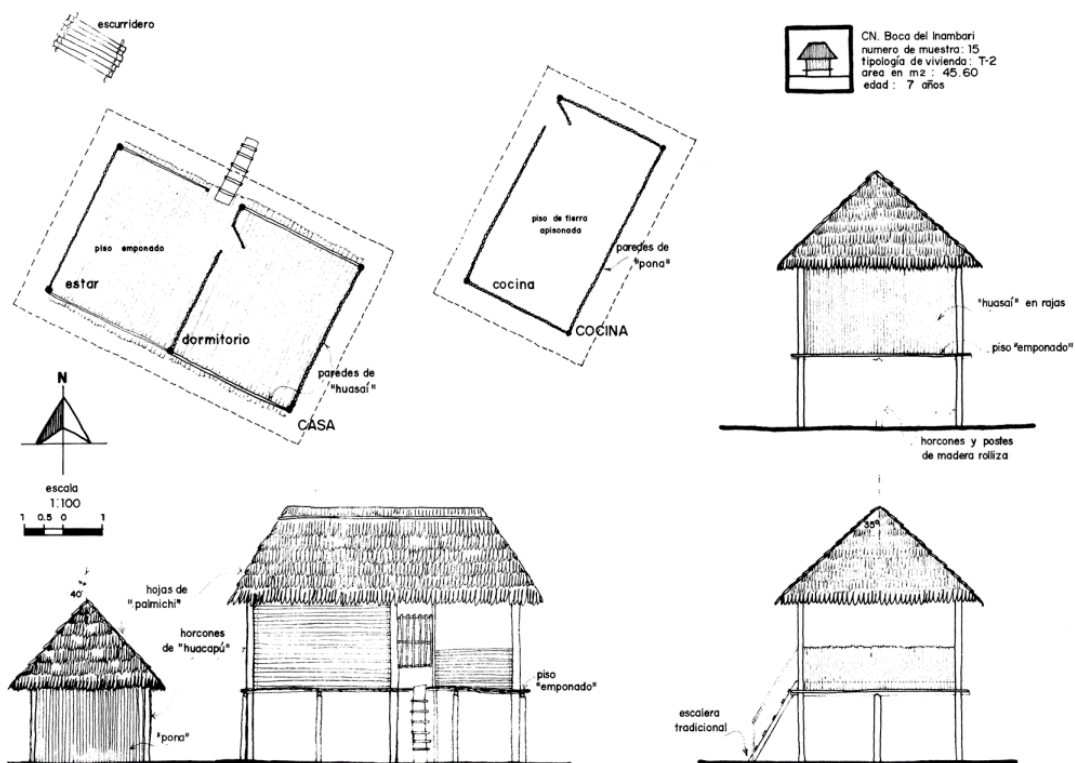 escurridero
CN. Boca del Inambari
numero de muestra: 15
tipología de vivienda: T-2
area en m2 : 45.60
edad : 7 años
piso emponado
estar
dormitorio
paredes de
"huasaí"
CASA
piso de tierra
apisonada
paredes de
"pona"
cocina
COCINA
"huasaí" en rajas
piso "emponado"
horcones y postes
de madera rolliza
N
escala
1:100
1 0.5 0 1
40°
hojas de
"palmichi"
horcones
de "huacapú"
"pona"
piso
"emponado"
35º
escalera
tradicional